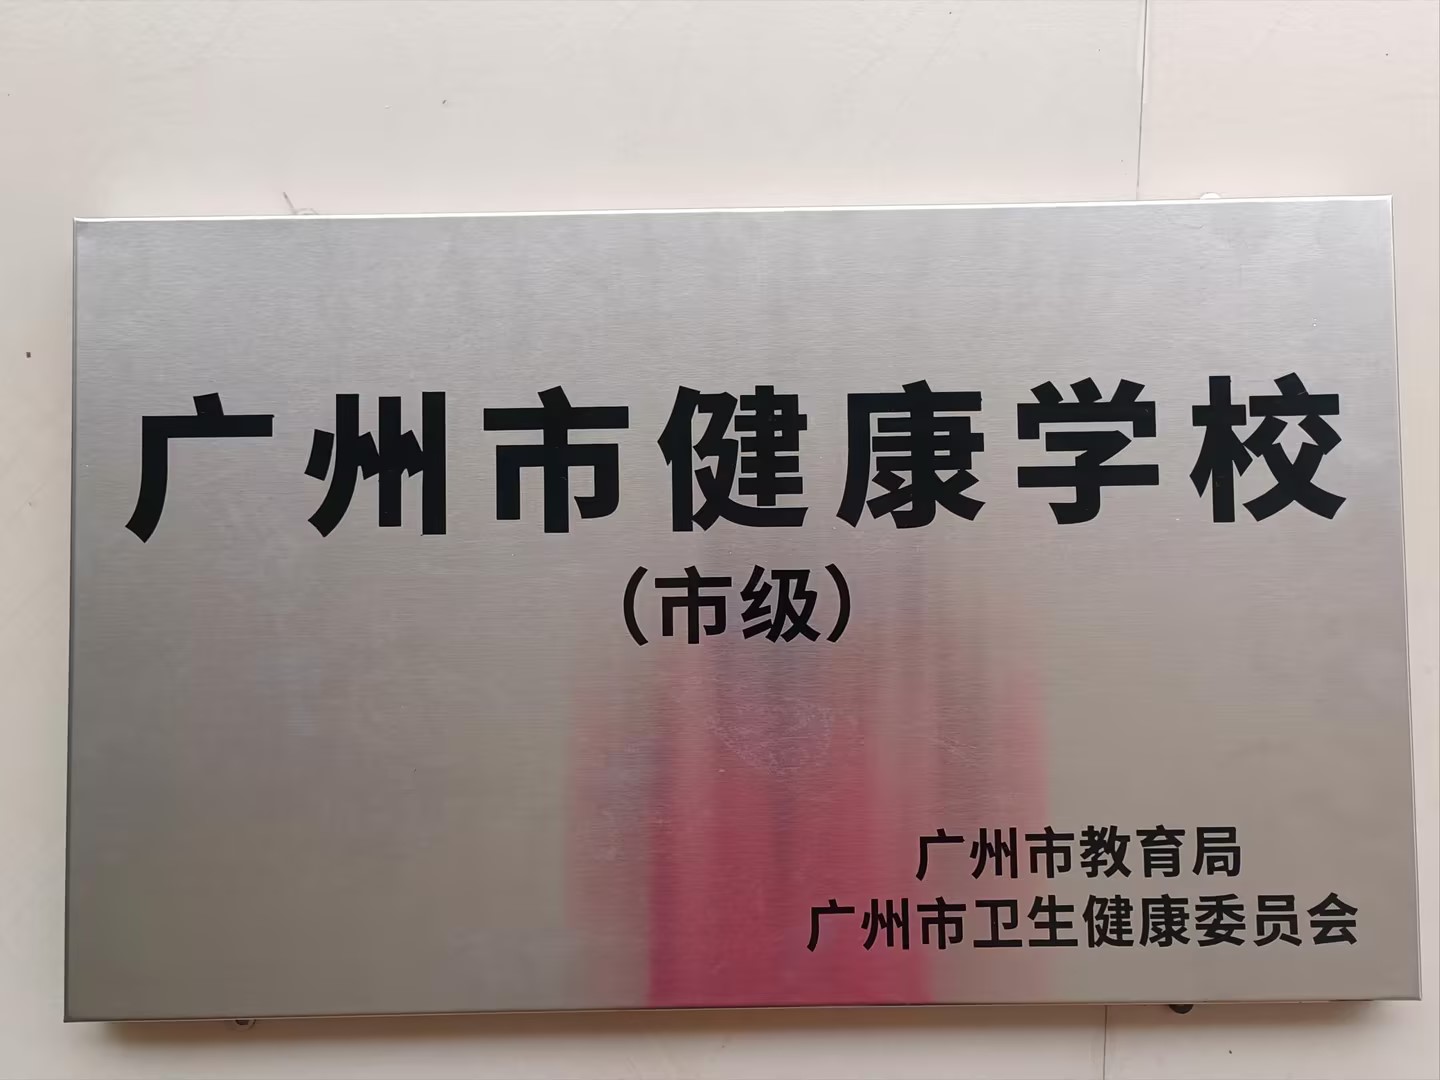 广州市健康学校
（市级）
广州市教育局
广州市卫生健康委员会